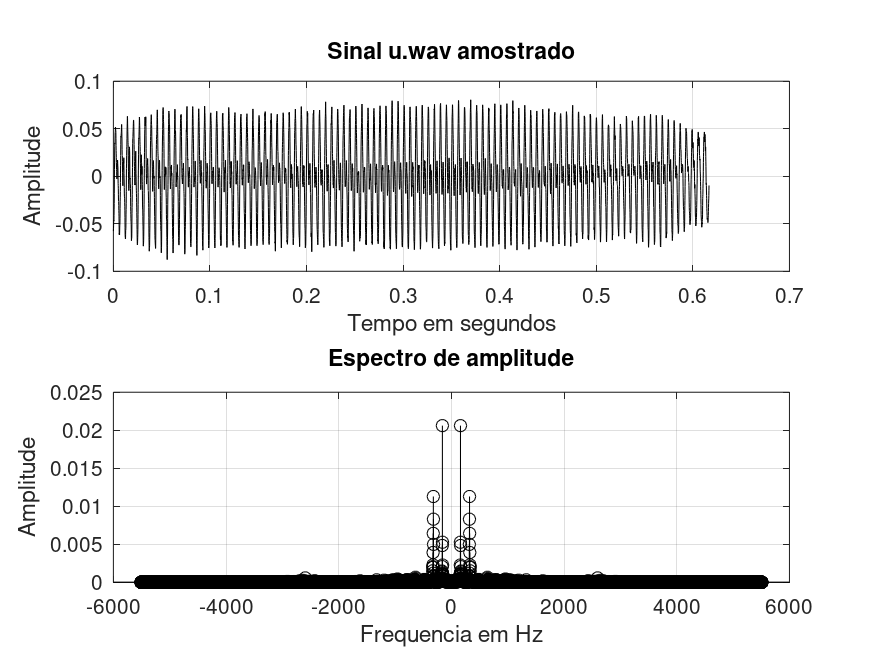 Sinal u.wav amostrado
0.1
0.05
0
-0.05
-0.1
Amplitude
0 0.1 0.2 0.3 0.4 0.5 0.6 0.7
Tempo em segundos
Espectro de amplitude
0.025
0.02
0.015
0.01
0.005
0
Amplitude
-6000 -4000 -2000 0 2000 4000 6000
Frequencia em Hz